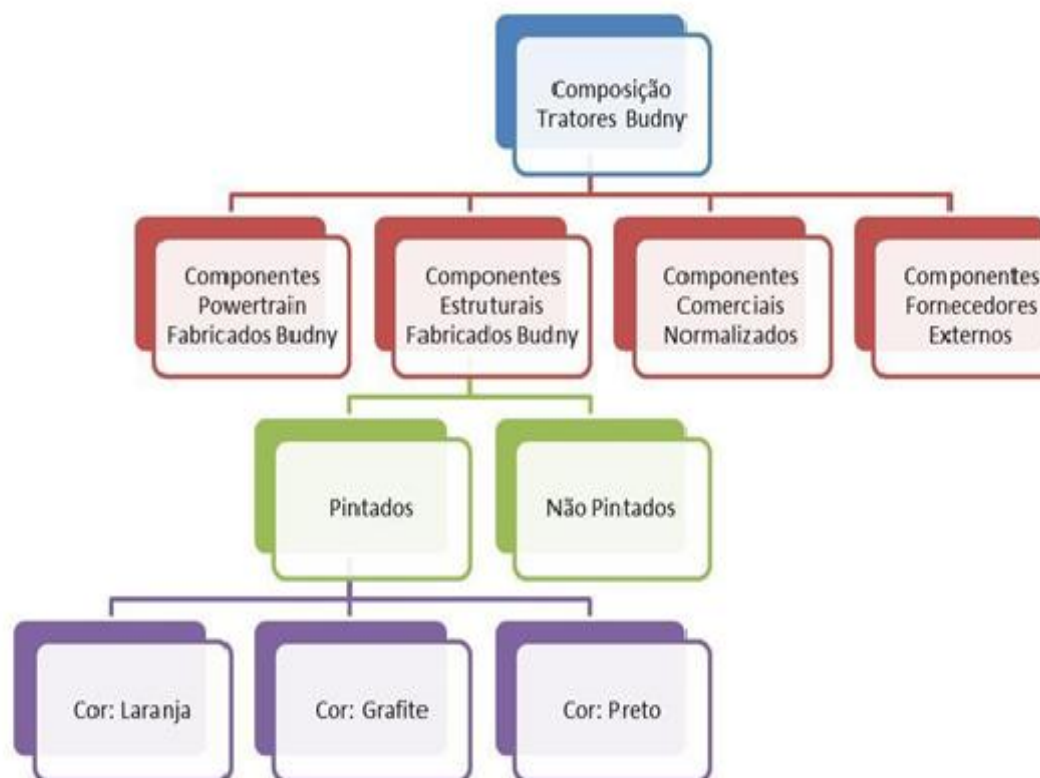 Composição
Tratores Budny
Componentes
Powertrain
Fabricados Budny
Componentes
Estruturais
Fabricados Budny
Componentes
Comerciais
Normalizados
Componentes
Fornecedores
Externos
Pintados
Não Pintados
Cor: Laranja
Cor: Grafite
Cor: Preto